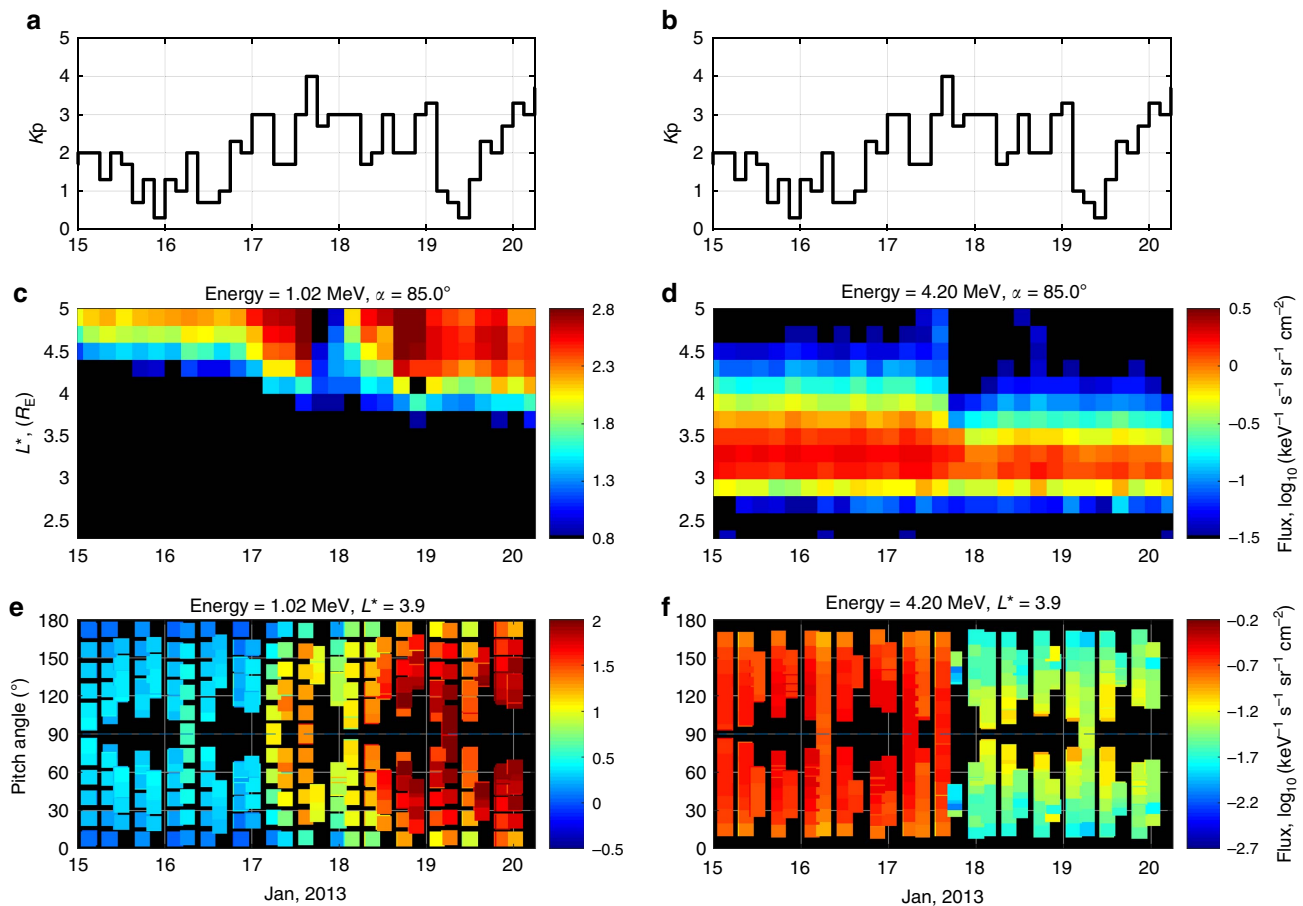 a
b
5
4
3
2
1
0
Kp
15 16 17 18 19 20
5
4
3
2
1
0
Kp
15 16 17 18 19 20
c
Energy = 1.02 MeV, α = 85.0°
5
4.5
4
3.5
3
2.5
L*, (RE)
15 16 17 18 19 20
2.8
2.3
1.8
1.3
0.8
d
Energy = 4.20 MeV, α = 85.0°
5
4.5
4
3.5
3
2.5
15 16 17 18 19 20
0.5
0
−0.5
−1
−1.5
Flux, log10 (keV−1 s−1 sr−1 cm−2)
e
Energy = 1.02 MeV, L* = 3.9
180
150
120
90
60
30
0
Pitch angle (°)
15 16 17 18 19 20
Jan, 2013
2
1.5
1
0.5
0
−0.5
f
Energy = 4.20 MeV, L* = 3.9
180
150
120
90
60
30
0
15 16 17 18 19 20
Jan, 2013
−0.2
−0.7
−1.2
−1.7
−2.2
−2.7
Flux, log10 (keV−1 s−1 sr−1 cm−2)